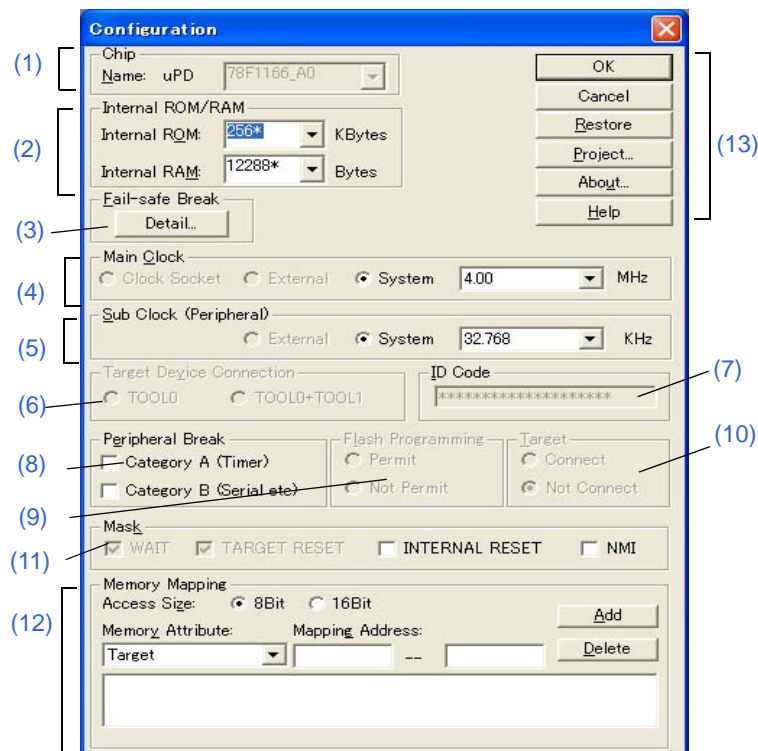 Configuration
(1)
Chip
Name: uPD 78F1166_A0
OK
Cancel
Restore
Project...
About...
Help
(13)
(2)
Internal ROM/RAM
Internal ROM: 256* KBytes
Internal RAM: 12288* Bytes
(3)
Fail-safe Break
Detail...
(4)
Main Clock
Clock Socket External System 4.00 MHz
(5)
Sub Clock (Peripheral)
External System 32.768 KHz
(6)
Target Device Connection
TOOL0 TOOL0+TOOL1
ID Code
********************
(7)
(8)
Peripheral Break
Category A (Timer)
Category B (Serial etc)
Flash Programming
Permit
Not Permit
(9)
Target
Connect
Not Connect
(10)
(11)
Mask
WAIT TARGET RESET INTERNAL RESET NMI
(12)
Memory Mapping
Access Size: 8Bit 16Bit
Memory Attribute: Mapping Address:
Target --
Add
Delete